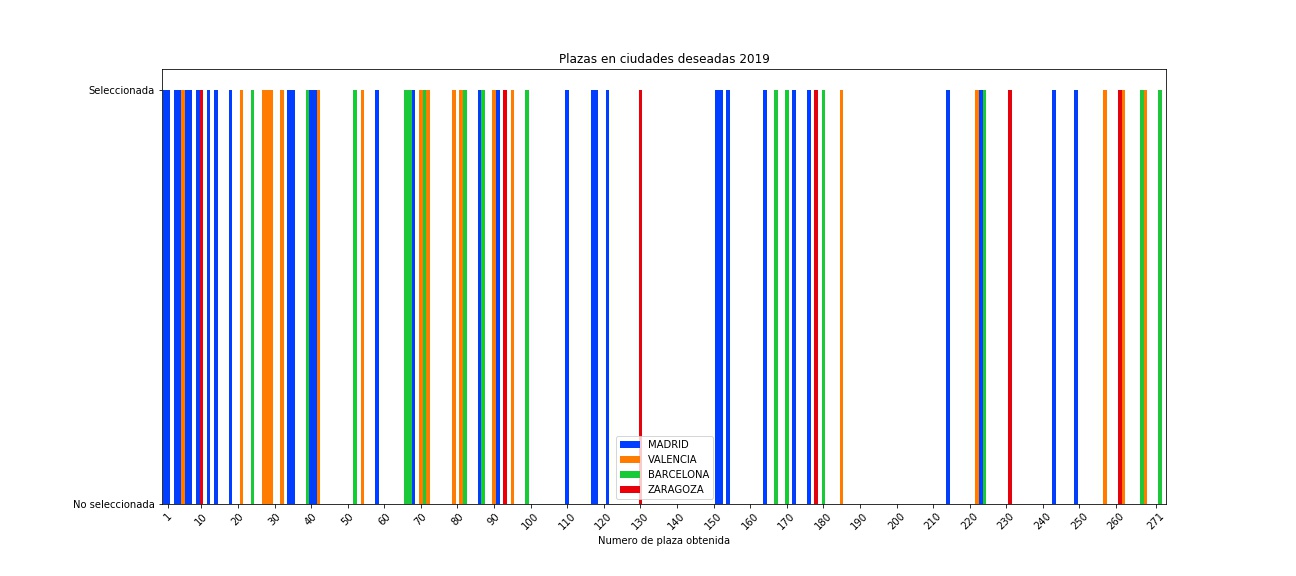 Plazas en ciudades deseadas 2019
Seleccionada
No seleccionada
MADRID
VALENCIA
BARCELONA
ZARAGOZA
1 10 20 30 40 50 60 70 80 90 100 110 120 130 140 150 160 170 180 190 200 210 220 230 240 250 260 271
Numero de plaza obtenida